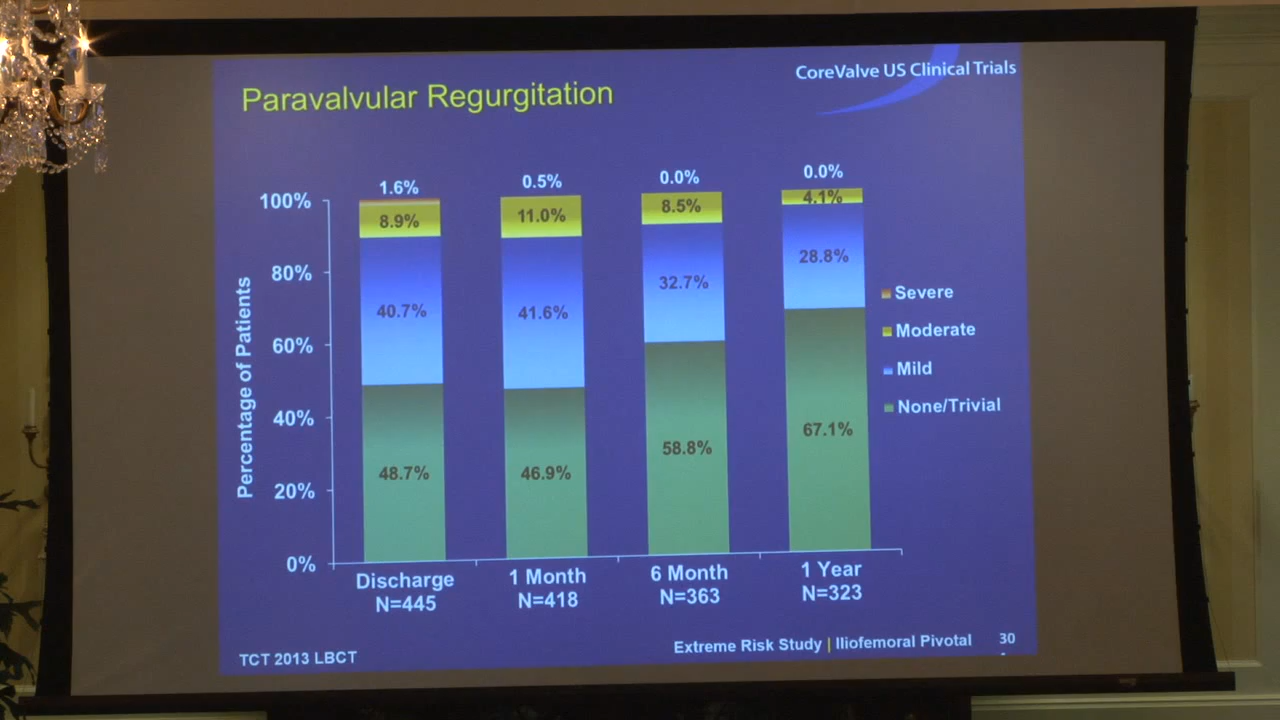 CoreValve US Clinical Trials
Paravalvular Regurgitation
1.6%
0.5%
0.0%
0.0%
100%
8.9%
11.0%
8.5%
4.1%
80%
40.7%
41.6%
32.7%
28.8%
60%
40%
48.7%
46.9%
58.8%
67.1%
20%
0%
Percentage of Patients
Severe
Moderate
Mild
None/Trivial
Discharge
N=445
1 Month
N=418
6 Month
N=363
1 Year
N=323
TCT 2013 LBCT
Extreme Risk Study | Iliofemoral Pivotal
30